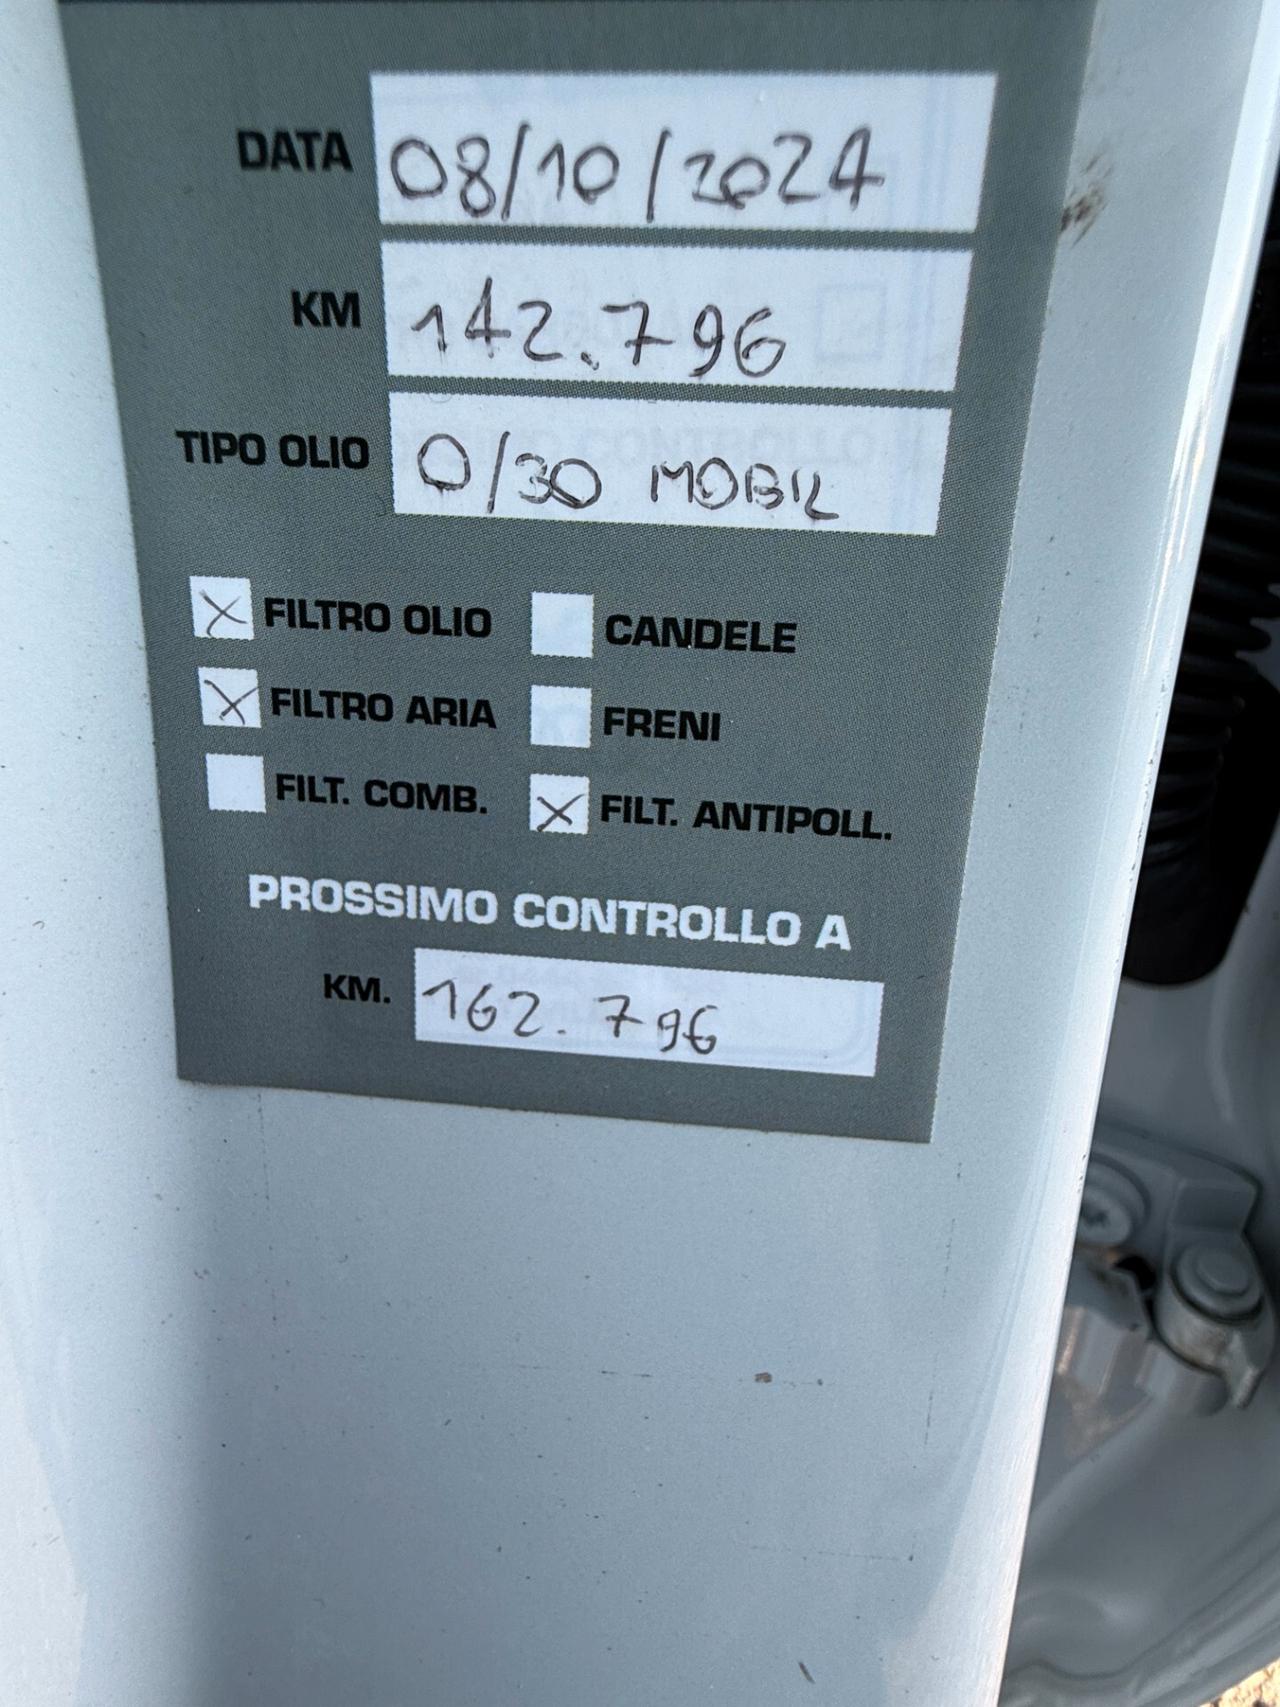 DATA 08/10/2024
KM 142.796
TIPO OLIO 0/30 MOBIL
FILTRO OLIO CANDELE
FILTRO ARIA FRENI
FILT. COMB. FILT. ANTIPOLL.
PROSSIMO CONTROLLO A
KM. 162.796